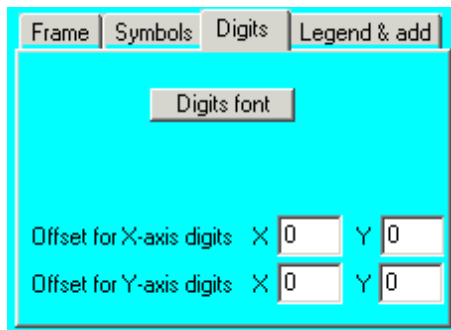 Frame Symbols Digits Legend & add
Digits font
Offset for X-axis digits X 0 Y 0
Offset for Y-axis digits X 0 Y 0